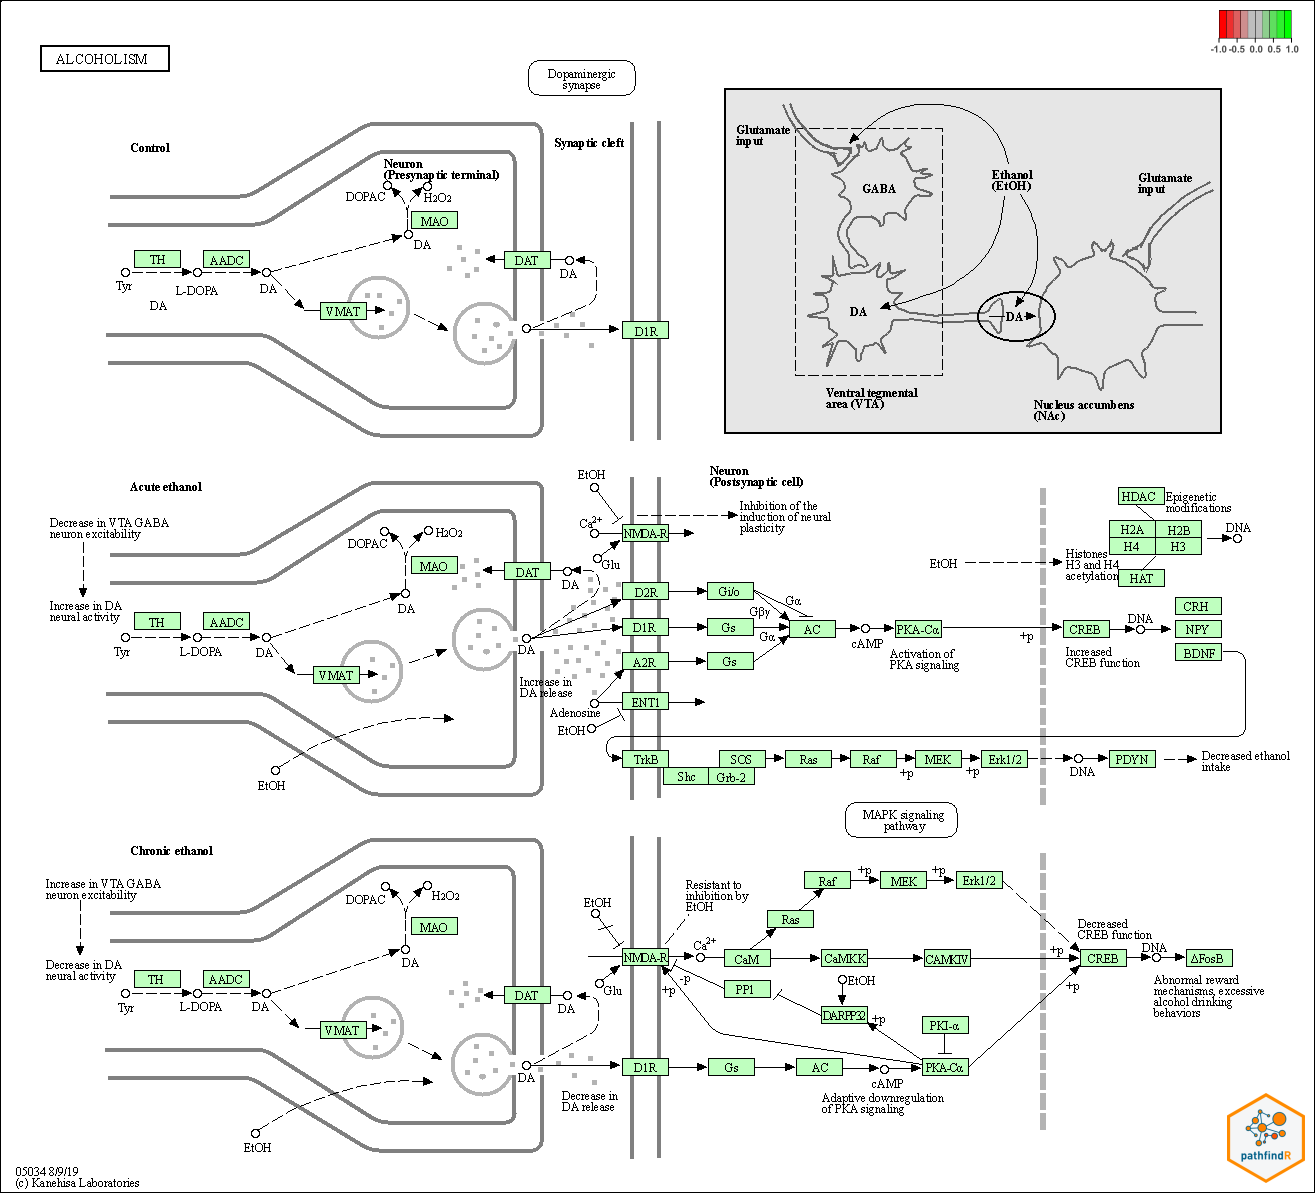 -1.0 -0.5 0.0 0.5 1.0
ALCOHOLISM
Dopaminergic
synapse
Control
Neuron
(Presynaptic terminal)
Synaptic cleft
DOPAC
H2O2
MAO
DA
TH
AADC
Tyr
L-DOPA
DA
DA
VMAT
DAT
DA
D1R
Glutamate
input
GABA
Ethanol
(EtOH)
Glutamate
input
DA
DA
Ventral tegmental
area (VTA)
Nucleus accumbens
(NAc)
Acute ethanol
Decrease in VTA GABA
neuron excitability
Increase in DA
neural activity
DOPAC
H2O2
MAO
DA
TH
AADC
Tyr
L-DOPA
DA
VMAT
DAT
DA
DA
Increase in
DA release
EtOH
EtOH
Ca2+
NMDA-R
Glu
Neuron
(Postsynaptic cell)
Inhibition of the
induction of neural
plasticity
D2R
Gi/o
Gα
Gβγ
D1R
Gs
Gα
AC
cAMP
PKA-Cα
Activation of
PKA signaling
A2R
Gs
ENT1
Adenosine
EtOH
+p
EtOH
HDAC
Epigenetic
modifications
H2A
H2B
H4
H3
DNA
Histones
H3 and H4
acetylation
HAT
CREB
Increased
CREB function
DNA
CRH
NPY
BDNF
TrkB
Shc
Grb-2
SOS
Ras
Raf
+p
MEK
+p
Erk1/2
DNA
PDYN
Decreased ethanol
intake
MAPK signaling
pathway
Chronic ethanol
Increase in VTA GABA
neuron excitability
Decrease in DA
neural activity
DOPAC
H2O2
MAO
DA
TH
AADC
Tyr
L-DOPA
DA
VMAT
DAT
DA
DA
Decrease in
DA release
EtOH
EtOH
NMDA-R
Glu
Resistant to
inhibition by
EtOH
Ca2+
+p
-p
CaM
Ras
Raf
+p
MEK
+p
Erk1/2
CaMKK
CAMKIV
+p
PP1
EtOH
DARPP32
+p
PKI-α
D1R
Gs
AC
cAMP
PKA-Cα
Adaptive downregulation
of PKA signaling
+p
Decreased
CREB function
CREB
DNA
ΔFosB
Abnormal reward
mechanisms, excessive
alcohol drinking
behaviors
05034 8/9/19
(c) Kanehisa Laboratories
pathfindR